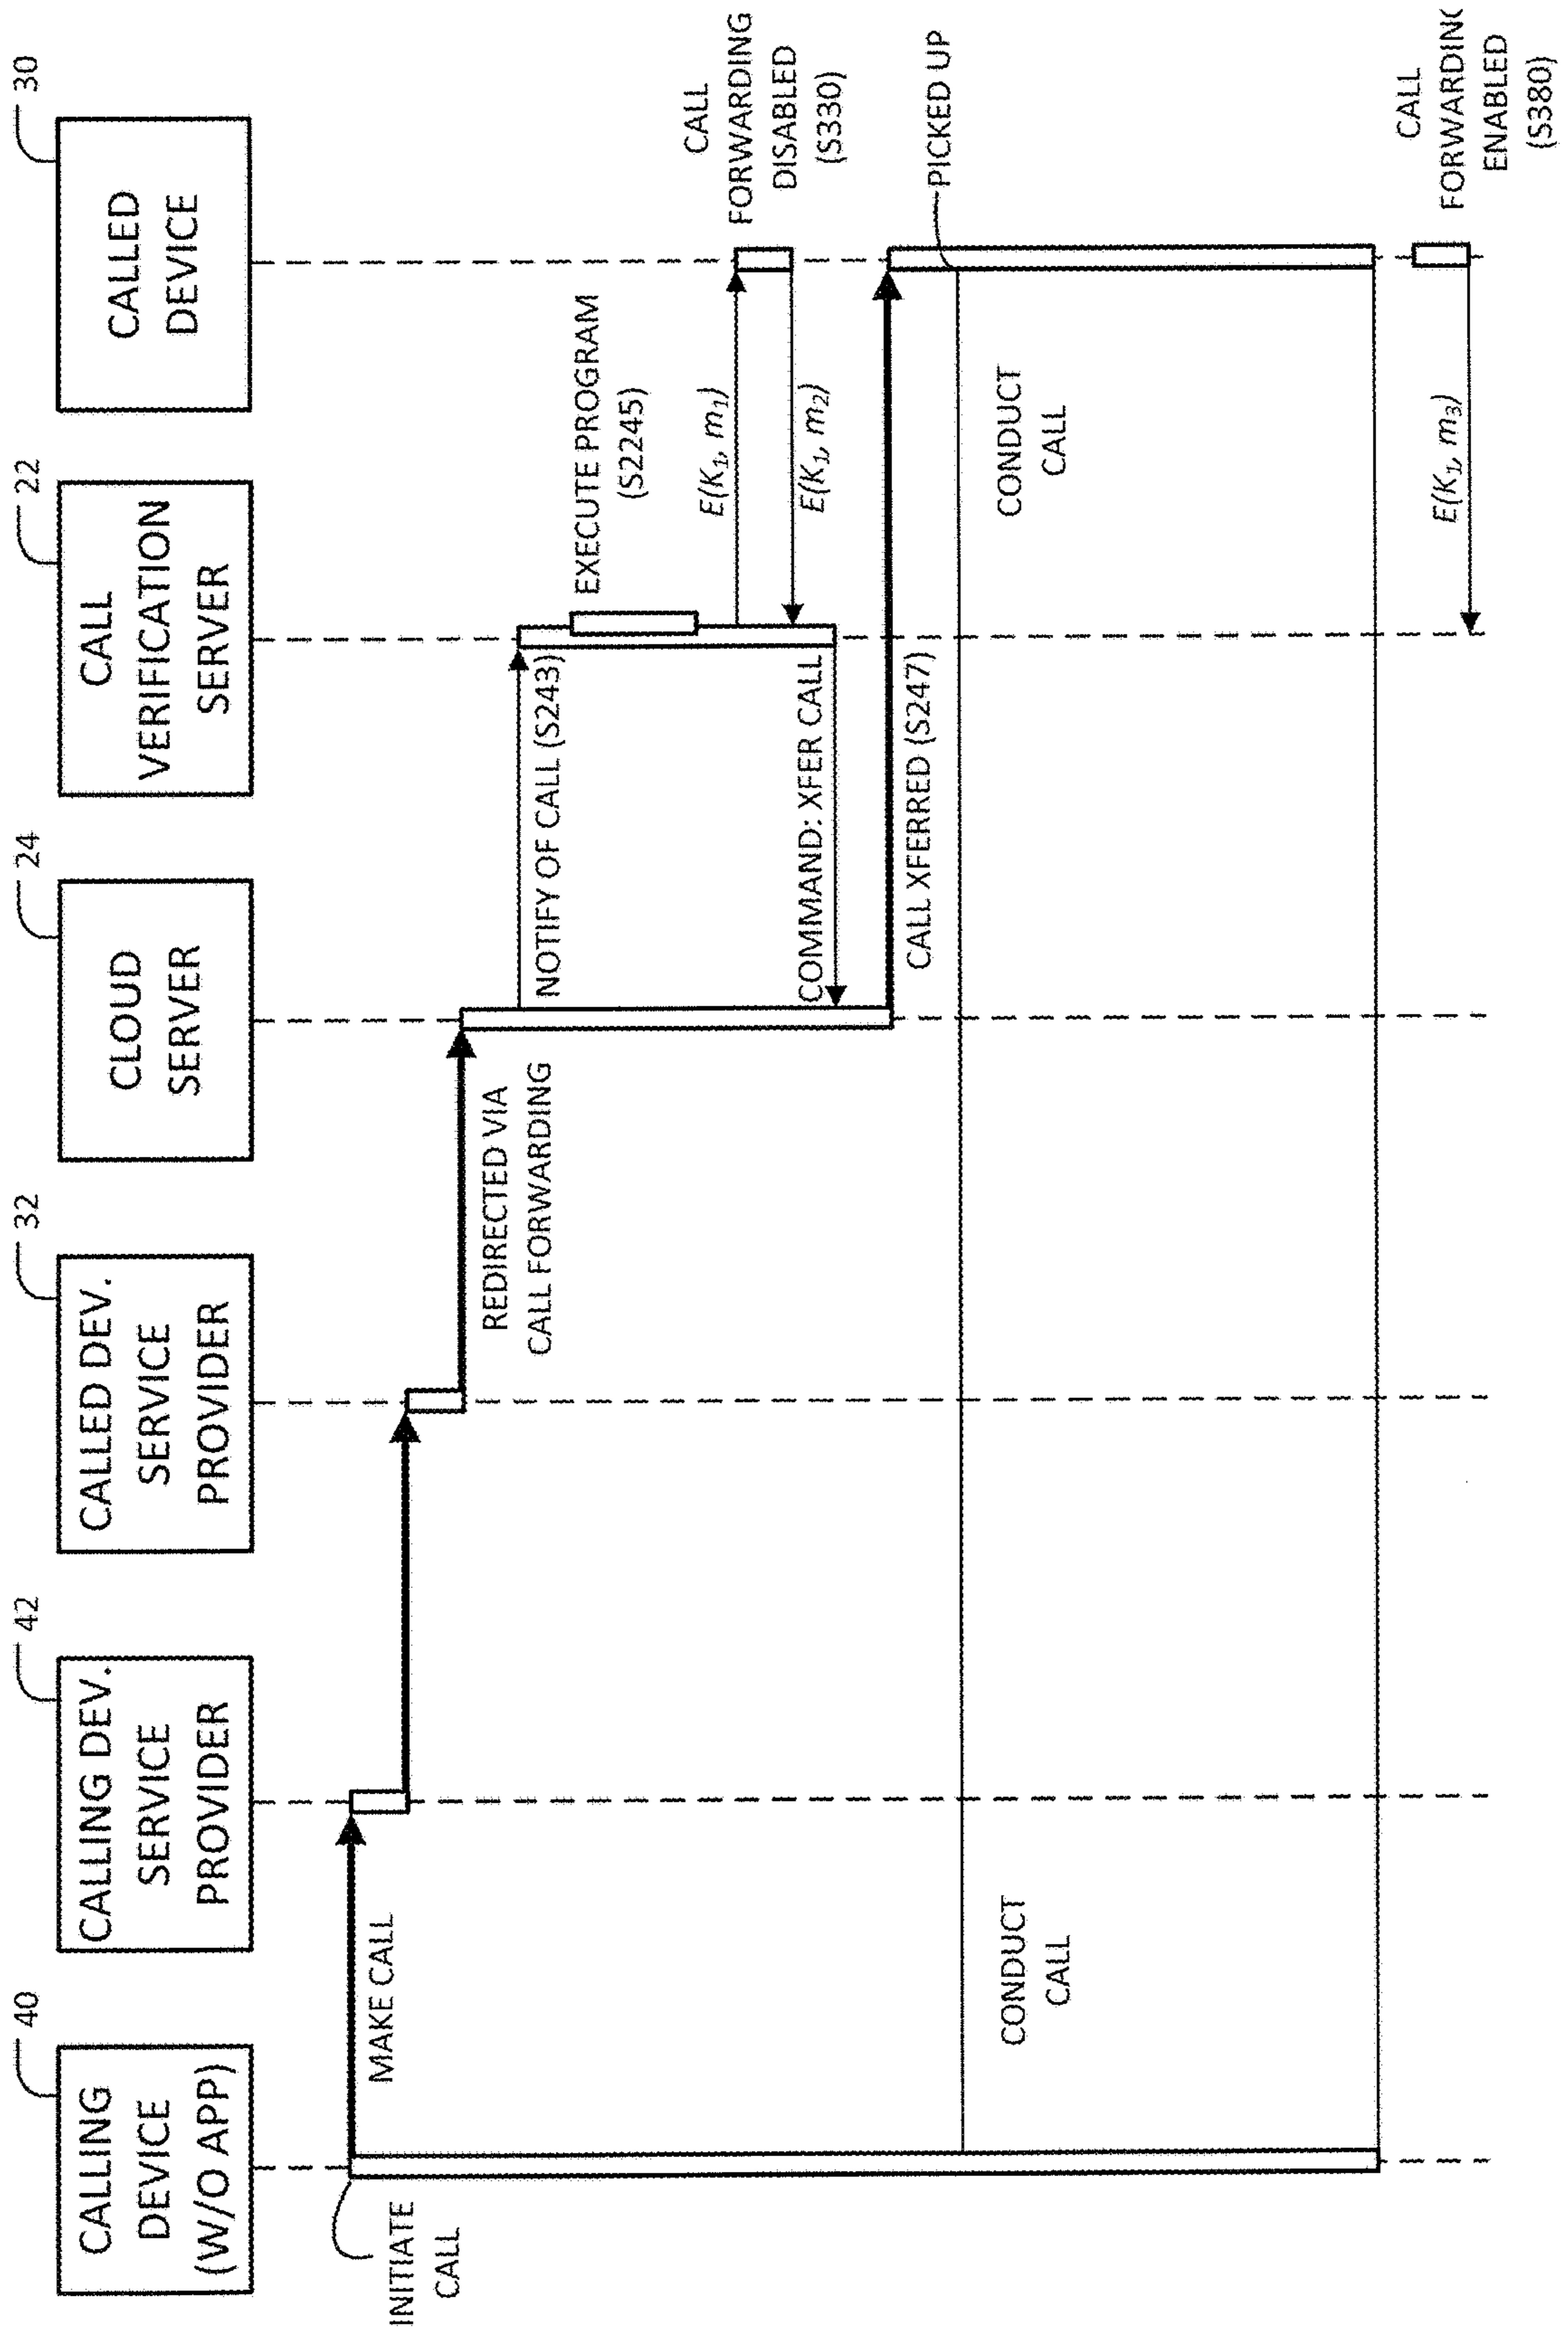 40
CALLING
DEVICE
(W/O APP)
42
CALLING DEV.
SERVICE
PROVIDER
32
CALLED DEV.
SERVICE
PROVIDER
24
CLOUD
SERVER
22
CALL
VERIFICATION
SERVER
30
CALLED
DEVICE
INITIATE
CALL
MAKE CALL
REDIRECTED VIA
CALL FORWARDING
NOTIFY OF CALL (S243)
EXECUTE PROGRAM
(S2245)
E(K₁, m₁)
CALL
FORWARDING
DISABLED
(S330)
E(K₁, m₂)
COMMAND: XFER CALL
CALL XFERRED (S247)
PICKED UP
CONDUCT
CALL
CONDUCT
CALL
E(K₁, m₃)
CALL
FORWARDING
ENABLED
(S380)